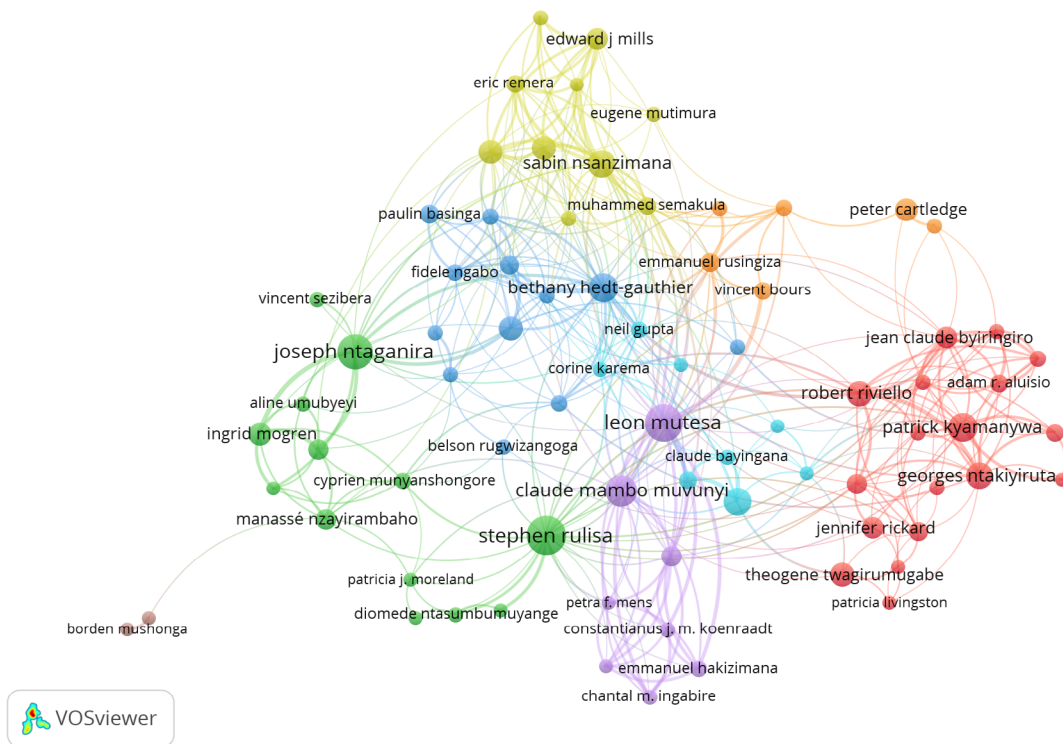 edward j mills
eric remera
eugene mutimura
sabin nsanzimana
muhammed semakula
paulin basinga
peter cartledge
emmanuel rusingiza
fidele ngabo
bethany hedt-gauthier
vincent bours
vincent sezibera
neil gupta
jean claude byiringiro
joseph ntaganira
corine karema
adam r. aluisio
robert riviello
aline umubyeyi
leon mutesa
patrick kyamanywa
ingrid mogren
belson rugwizangoga
claude bayingana
cyprien munyanshongore
georges ntakiyiruta
claude mambo muvunyi
manassé nzayirambaho
jennifer rickard
stephen rulisa
theogene twagirumugabe
patricia j. moreland
petra f. mens
patricia livingston
diomede ntasumbumuyange
borden mushonga
constantianus j. m. koenraadt
emmanuel hakizimana
chantal m. ingabire
VOSviewer